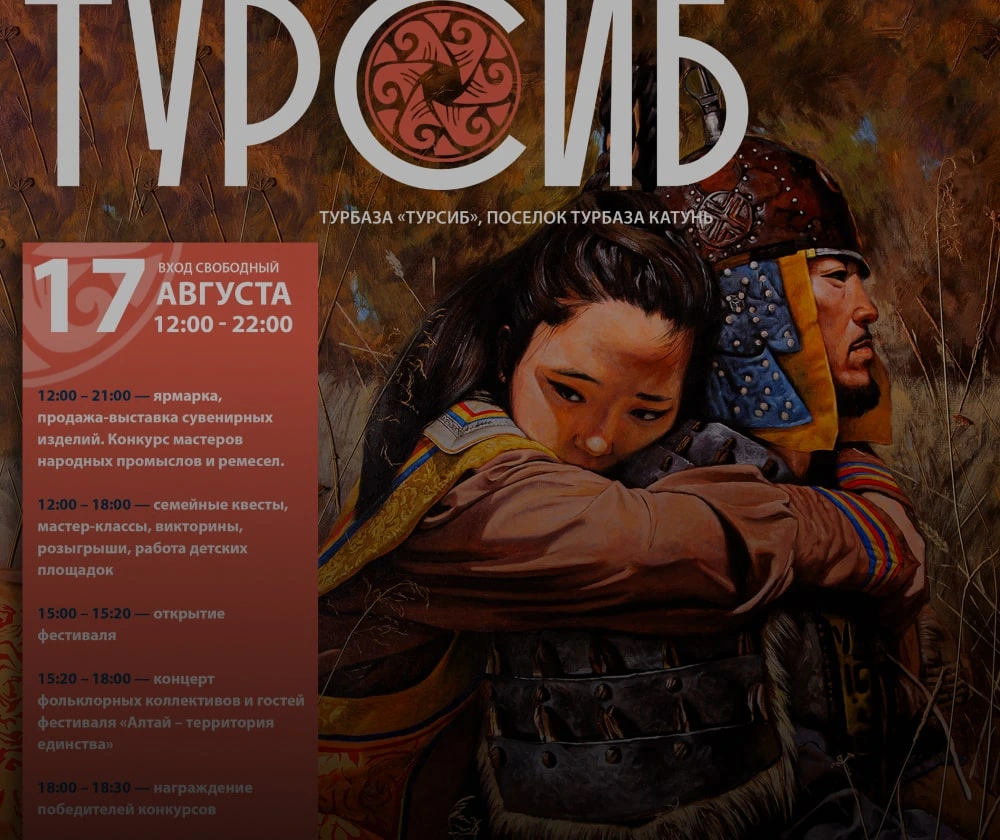 ТУРСИБ
ТУРБАЗА «ТУРСИБ», ПОСЕЛОК ТУРБАЗА КАТУНЬ
17
ВХОД СВОБОДНЫЙ
АВГУСТА
12:00 - 22:00
12:00 – 21:00 — ярмарка,
продажа-выставка сувенирных
изделий. Конкурс мастеров
народных промыслов и ремесел.
12:00 – 18:00 — семейные квесты,
мастер-классы, викторины,
розыгрыши, работа детских
площадок
15:00 – 15:20 — открытие
фестиваля
15:20 – 18:00 — концерт
фольклорных коллективов и гостей
фестиваля «Алтай – территория
единства»
18:00 – 18:30 — награждение
победителей конкурсов